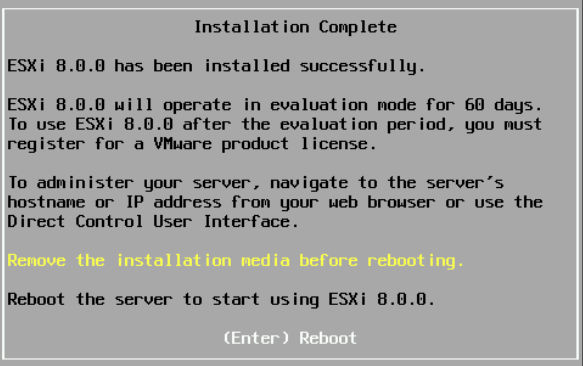 Installation Complete
ESXi 8.0.0 has been installed successfully.
ESXi 8.0.0 will operate in evaluation mode for 60 days.
To use ESXi 8.0.0 after the evaluation period, you must
register for a VMware product license.
To administer your server, navigate to the server's
hostname or IP address from your web browser or use the
Direct Control User Interface.
Remove the installation media before rebooting.
Reboot the server to start using ESXi 8.0.0.
(Enter) Reboot